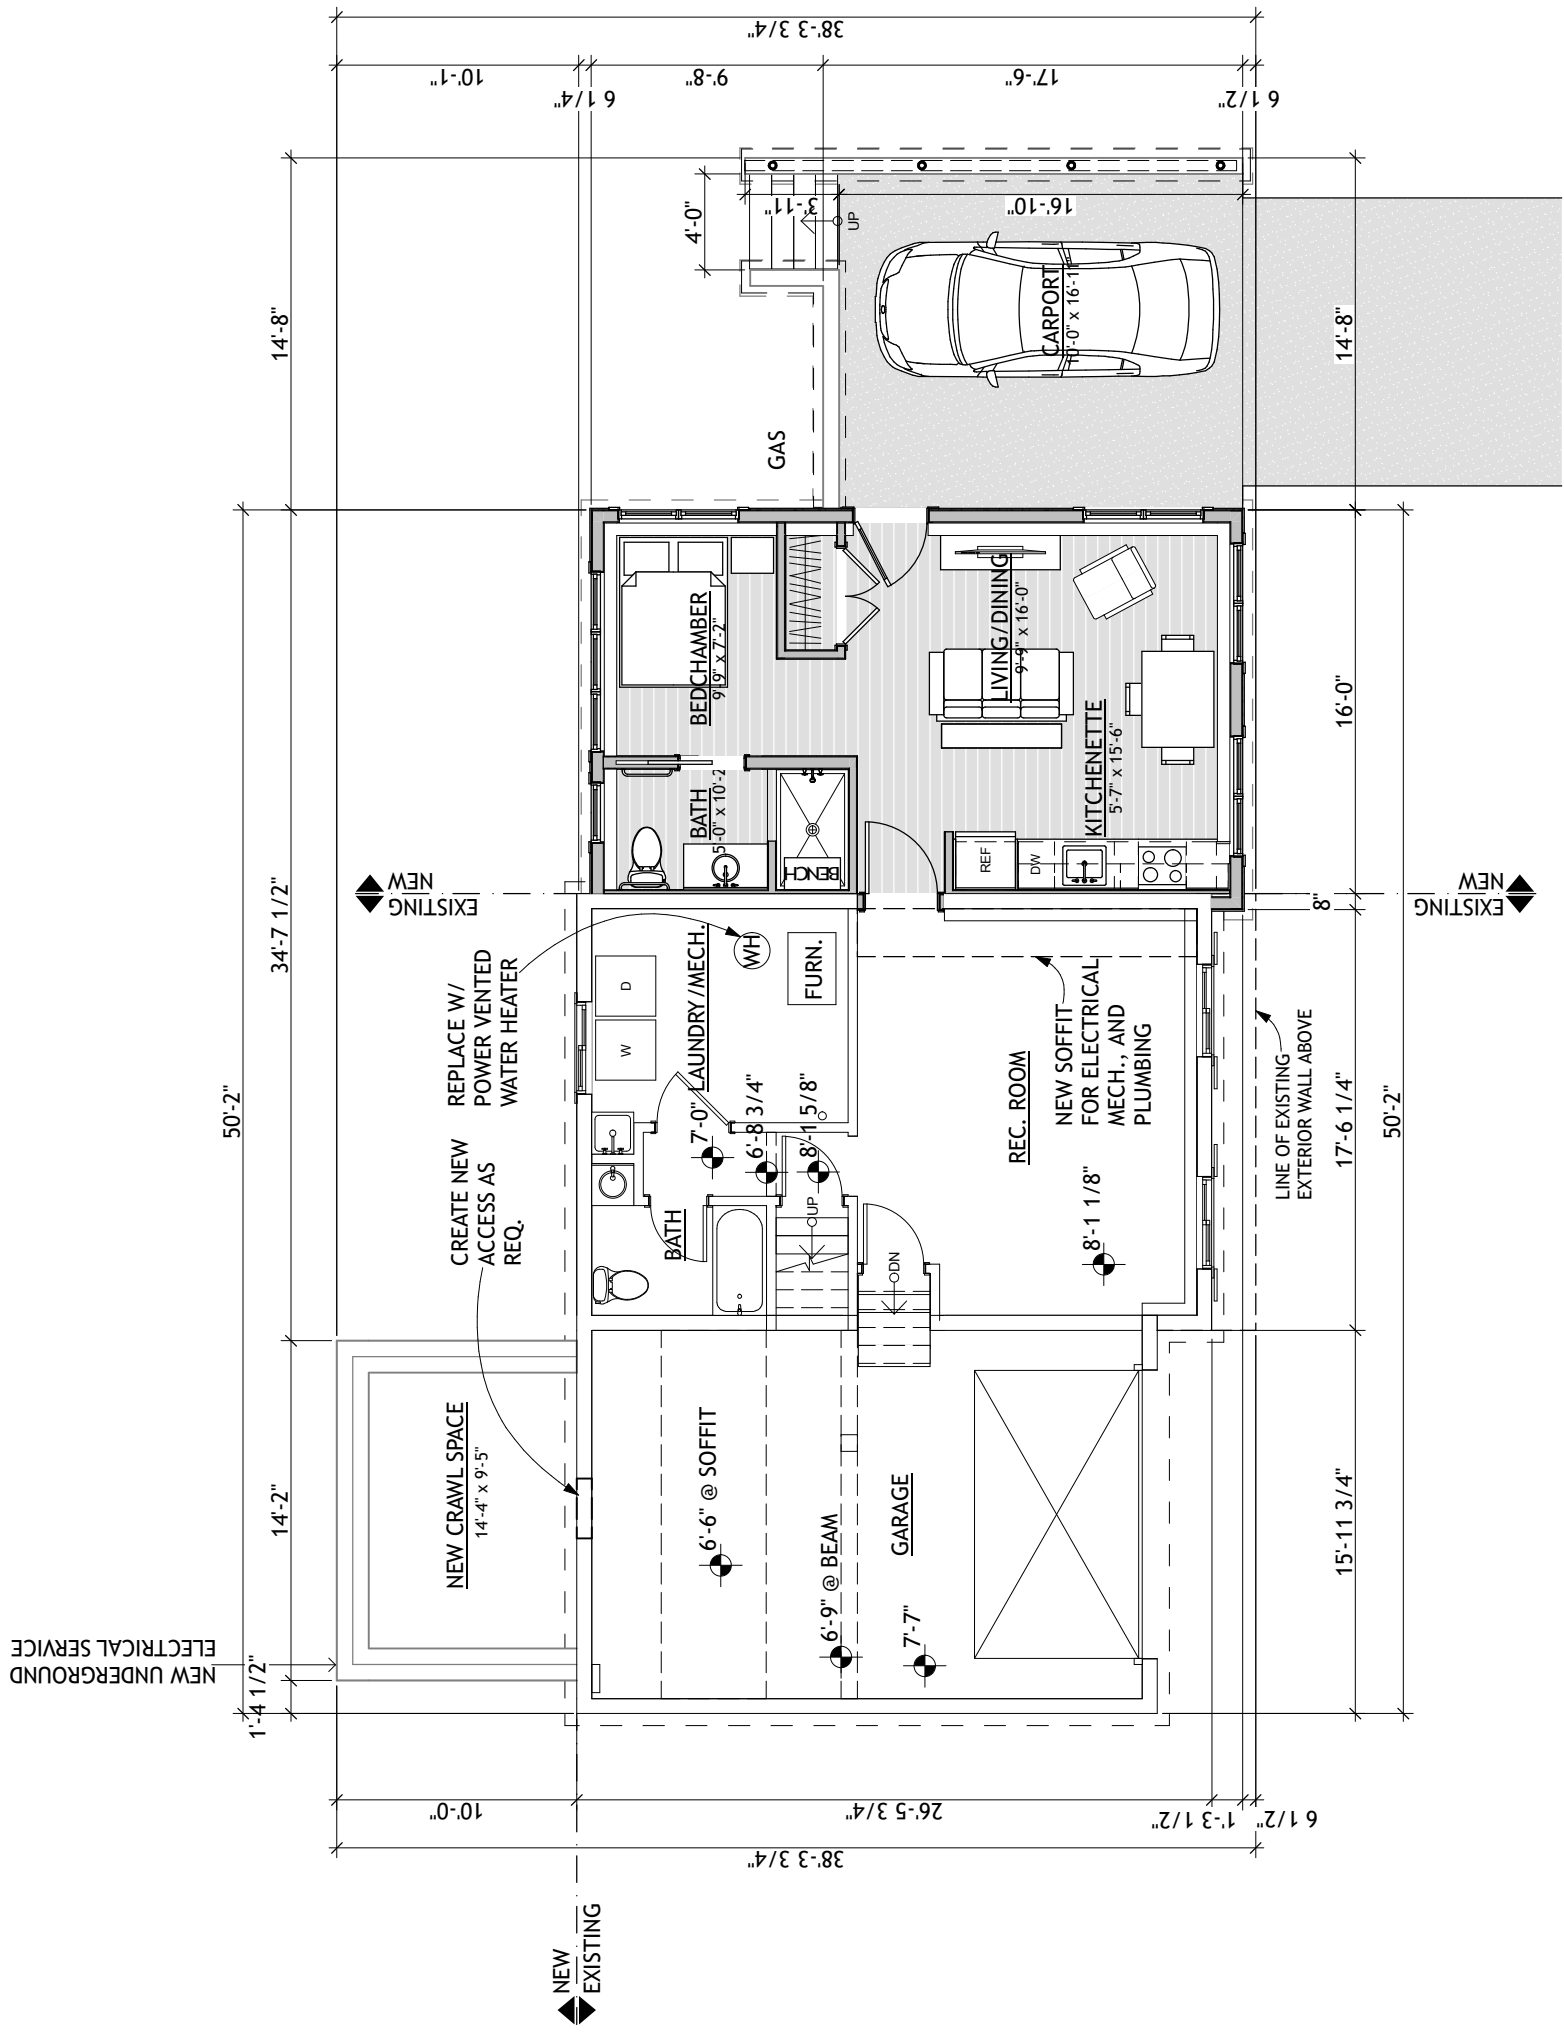 38'-3 3/4"
10'-1"
6 1/4"
9'-8"
17'-6"
6 1/2"
14'-8"
4'-0"
3'-11"
UP
16'-10"
CARPORT
GAS
14'-8"
50'-2"
34'-7 1/2"
14'-2"
1'-4 1/2"
NEW
EXISTING
BEDCHAMBER
9'-9" x 7'-2"
BATH
5'-0" x 10'-2
BENCH
LIVING/DINING
9'-9" x 16'-0"
KITCHENETTE
5'-7" x 15'-6"
REF
DW
16'-0"
8"
EXISTING
NEW
REPLACE W/
POWER VENTED
WATER HEATER
LAUNDRY/MECH.
WH
FURN.
D
W
7'-0"
6'-8 3/4"
8'-1 5/8"
UP
BATH
DN
REC. ROOM
8'-1 1/8"
NEW SOFFIT
FOR ELECTRICAL
MECH., AND
PLUMBING
LINE OF EXISTING
EXTERIOR WALL ABOVE
17'-6 1/4"
50'-2"
CREATE NEW
ACCESS AS
REQ.
NEW CRAWL SPACE
14'-4" x 9'-5"
6'-6" @ SOFFIT
6'-9" @ BEAM
7'-7"
GARAGE
15'-11 3/4"
NEW UNDERGROUND
ELECTRICAL SERVICE
10'-0"
26'-5 3/4"
1'-3 1/2"
6 1/2"
38'-3 3/4"
NEW
EXISTING